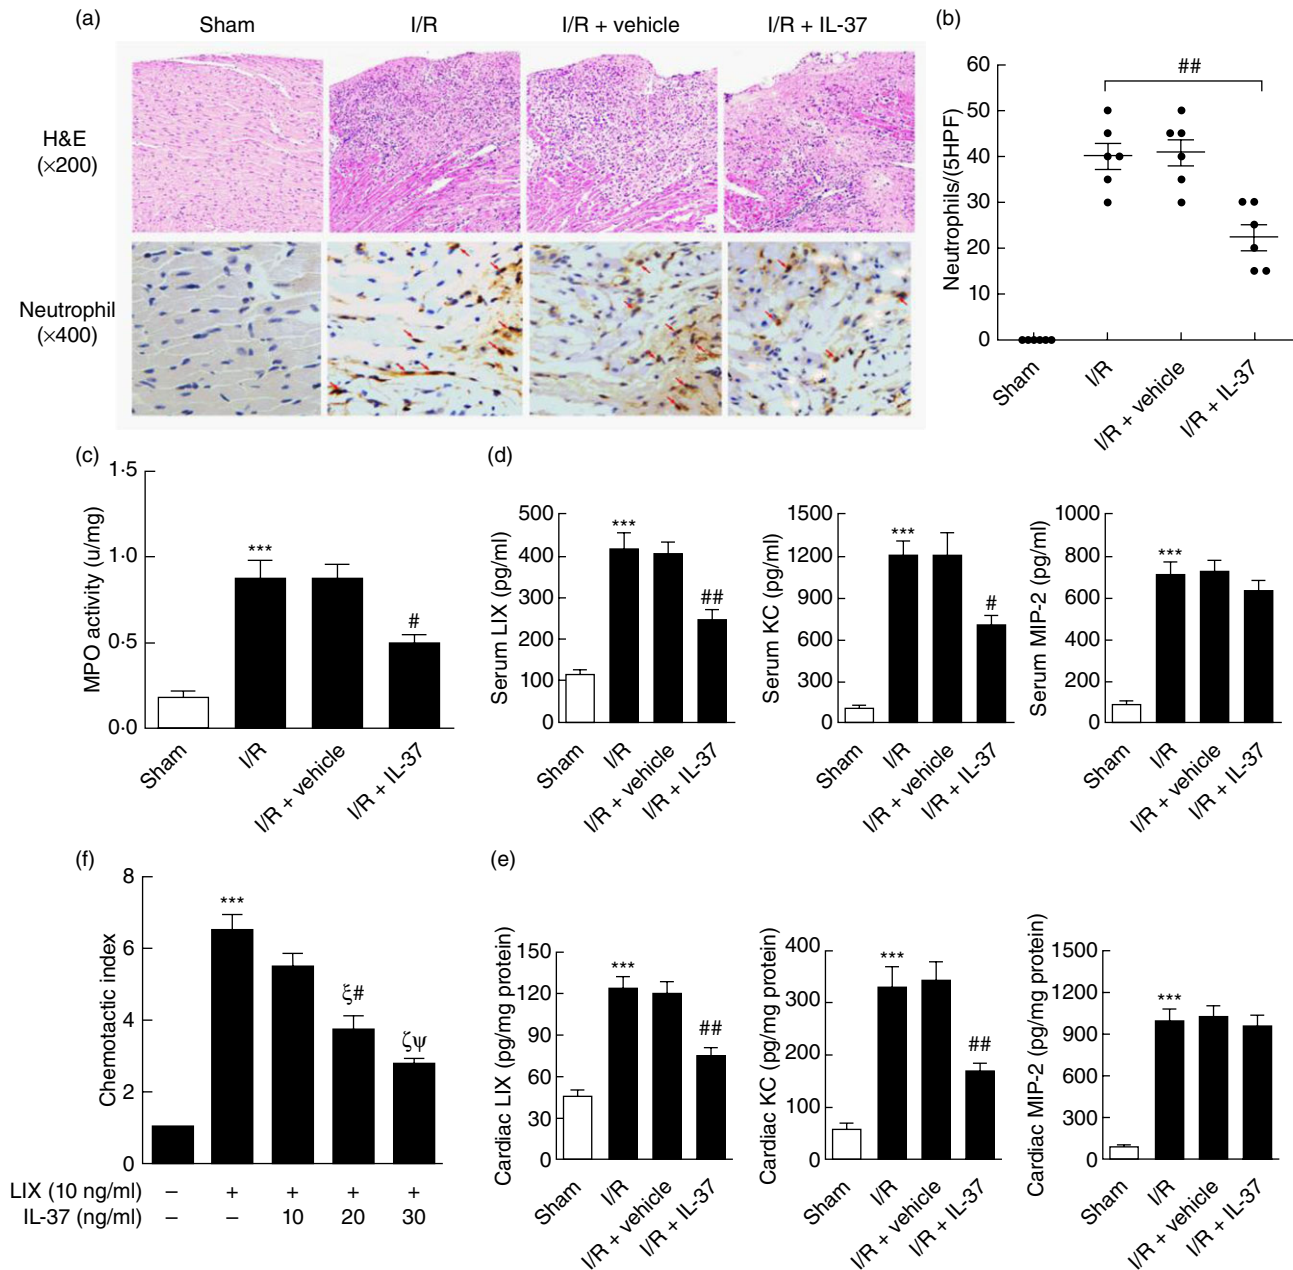 (a)
Sham
I/R
I/R + vehicle
I/R + IL-37
H&E
(×200)
Neutrophil
(×400)
(b)
Neutrophils/(5HPF)
60
50
40
30
20
10
0
##
Sham
I/R
I/R + vehicle
I/R + IL-37
(c)
MPO activity (u/mg)
1·5
1·0
0·5
0·0
***
#
Sham
I/R
I/R + vehicle
I/R + IL-37
(d)
Serum LIX (pg/ml)
500
400
300
200
100
0
***
##
Sham
I/R
I/R + vehicle
I/R + IL-37
Serum KC (pg/ml)
1500
1200
900
600
300
0
***
#
Sham
I/R
I/R + vehicle
I/R + IL-37
Serum MIP-2 (pg/ml)
1000
800
600
400
200
0
***
Sham
I/R
I/R + vehicle
I/R + IL-37
(f)
Chemotactic index
8
6
4
2
0
***
ξ#
ζψ
LIX (10 ng/ml) – + + + +
IL-37 (ng/ml) – – 10 20 30
(e)
Cardiac LIX (pg/mg protein)
150
120
90
60
30
0
***
##
Sham
I/R
I/R + vehicle
I/R + IL-37
Cardiac KC (pg/mg protein)
400
300
200
100
0
***
##
Sham
I/R
I/R + vehicle
I/R + IL-37
Cardiac MIP-2 (pg/mg protein)
1500
1200
900
600
300
0
***
Sham
I/R
I/R + vehicle
I/R + IL-37